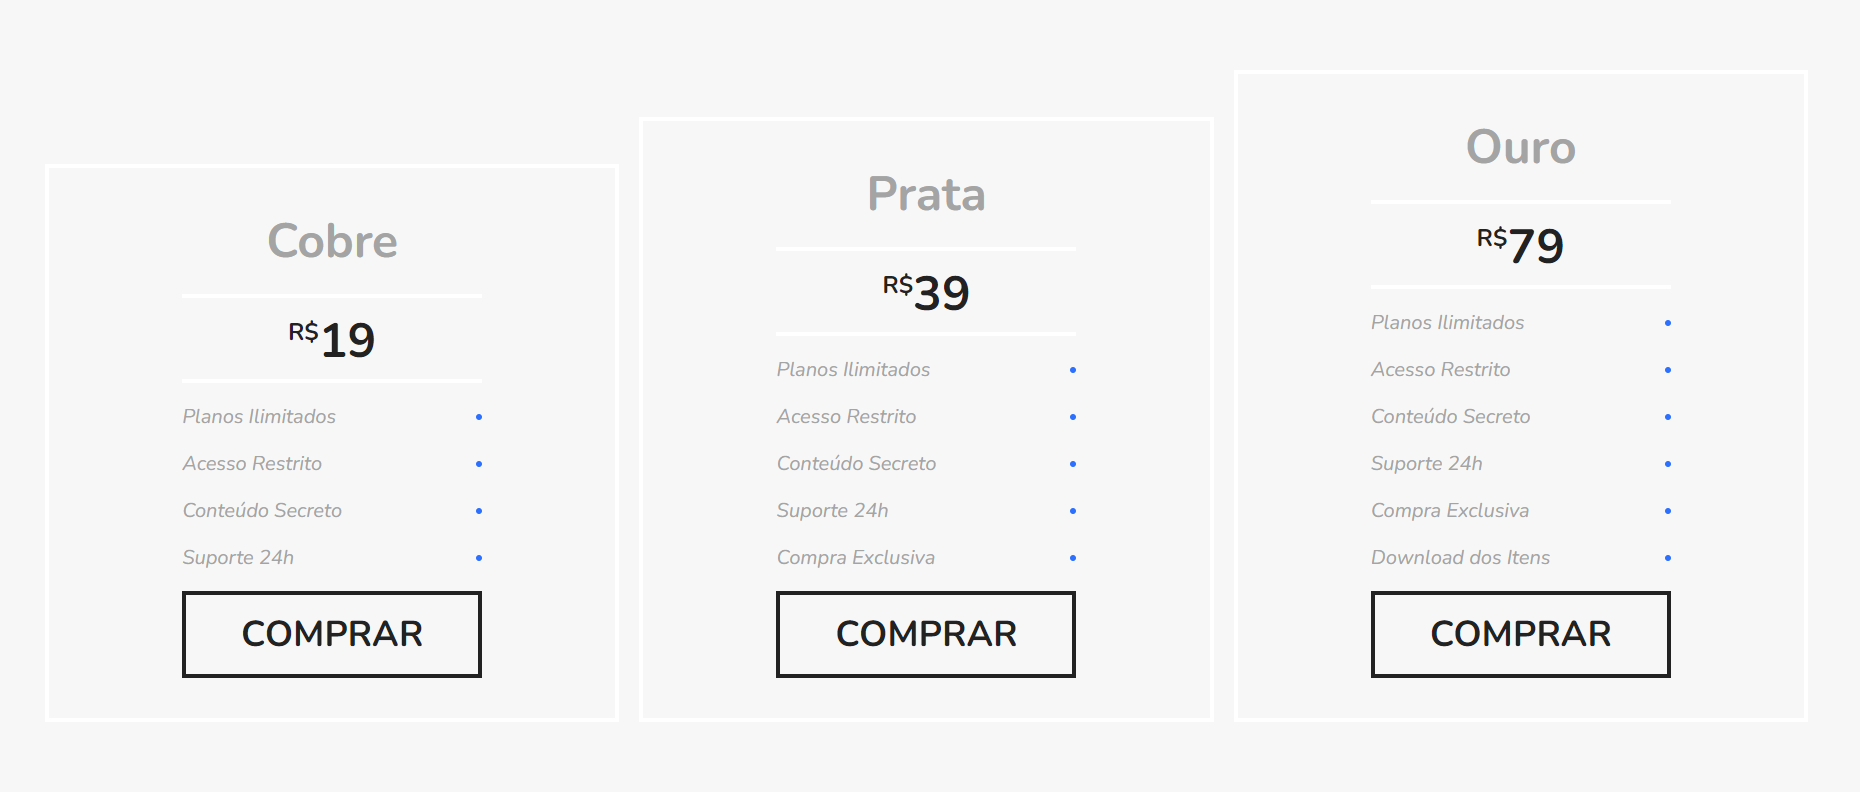 Cobre
R$19
Planos Ilimitados
Acesso Restrito
Conteúdo Secreto
Suporte 24h
COMPRAR
Prata
R$39
Planos Ilimitados
Acesso Restrito
Conteúdo Secreto
Suporte 24h
Compra Exclusiva
COMPRAR
Ouro
R$79
Planos Ilimitados
Acesso Restrito
Conteúdo Secreto
Suporte 24h
Compra Exclusiva
Download dos Itens
COMPRAR